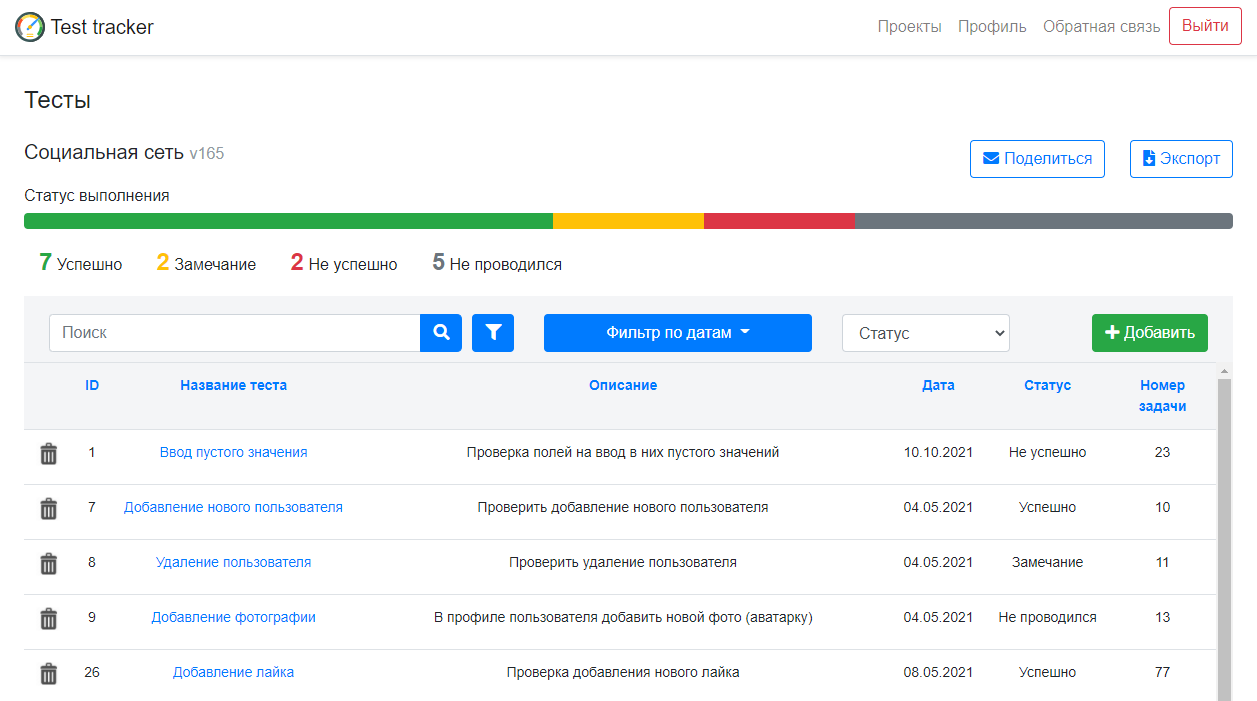 Test tracker Проекты Профиль Обратная связь Выйти
Тесты
Социальная сеть v165 Поделиться Экспорт
Статус выполнения
7 Успешно 2 Замечание 2 Не успешно 5 Не проводился
Поиск Фильтр по датам Статус Добавить
ID Название теста Описание Дата Статус Номер задачи
1 Ввод пустого значения Проверка полей на ввод в них пустого значений 10.10.2021 Не успешно 23
7 Добавление нового пользователя Проверить добавление нового пользователя 04.05.2021 Успешно 10
8 Удаление пользователя Проверить удаление пользователя 04.05.2021 Замечание 11
9 Добавление фотографии В профиле пользователя добавить новой фото (аватарку) 04.05.2021 Не проводился 13
26 Добавление лайка Проверка добавления нового лайка 08.05.2021 Успешно 77